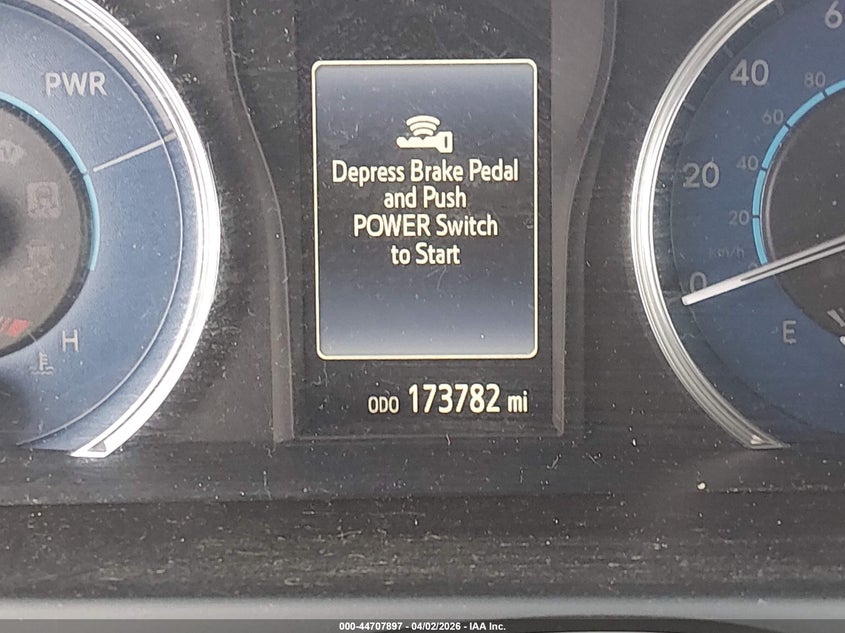 PWR
H
Depress Brake Pedal
and Push
POWER Switch
to Start
ODO 173782 mi
6
40
20
0
80
60
40
20
km/h
E
000-44707897 - 04/02/2026 - IAA Inc.